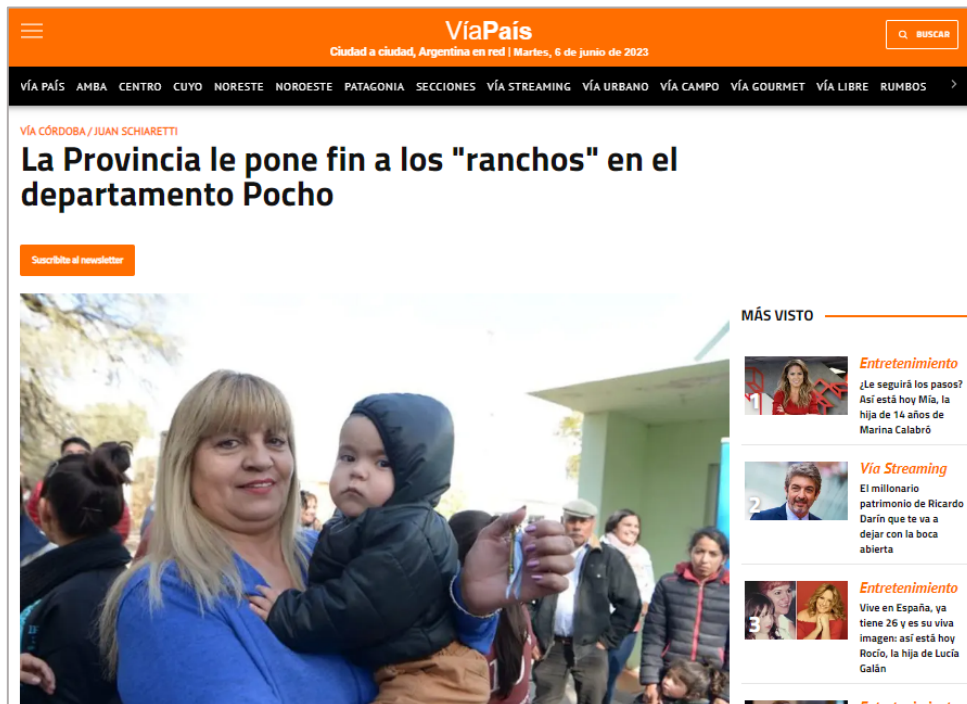 VíaPaís
BUSCAR
Ciudad a ciudad, Argentina en red | Martes, 6 de junio de 2023
VÍA PAÍS AMBA CENTRO CUYO NORESTE NOROESTE PATAGONIA SECCIONES VÍA STREAMING VÍA URBANO VÍA CAMPO VÍA GOURMET VÍA LIBRE RUMBOS
VÍA CÓRDOBA / JUAN SCHIARETTI
La Provincia le pone fin a los "ranchos" en el
departamento Pocho
Suscribite al newsletter
MÁS VISTO
1
Entretenimiento
¿Le seguirá los pasos?
Así está hoy Mía, la
hija de 14 años de
Marina Calabró
2
Vía Streaming
El millonario
patrimonio de Ricardo
Darín que te va a
dejar con la boca
abierta
3
Entretenimiento
Vive en España, ya
tiene 26 y es su viva
imagen: así está hoy
Rocío, la hija de Lucía
Galán